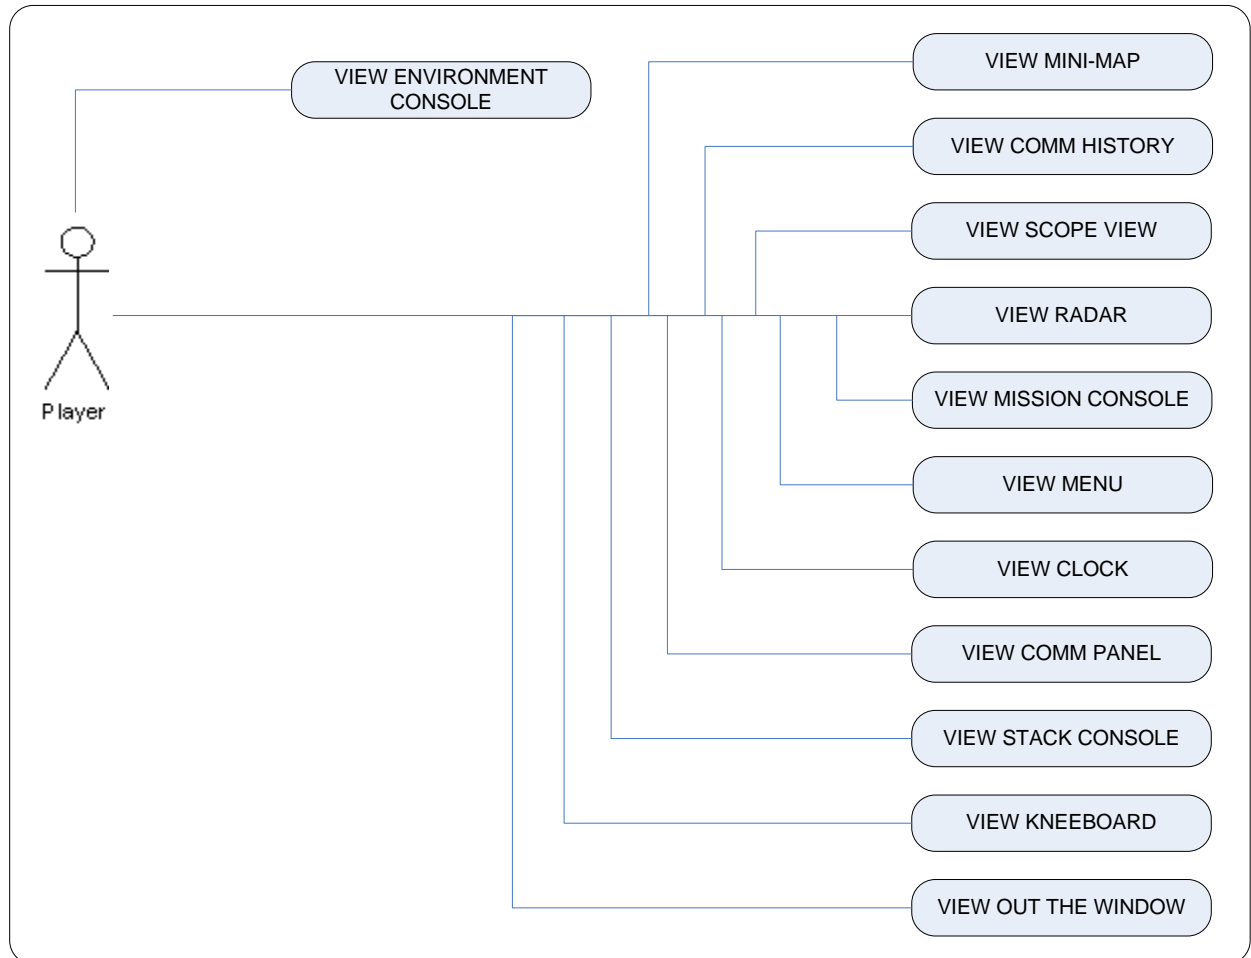 VIEW ENVIRONMENT
CONSOLE
VIEW MINI-MAP
VIEW COMM HISTORY
VIEW SCOPE VIEW
VIEW RADAR
VIEW MISSION CONSOLE
Player
VIEW MENU
VIEW CLOCK
VIEW COMM PANEL
VIEW STACK CONSOLE
VIEW KNEEBOARD
VIEW OUT THE WINDOW